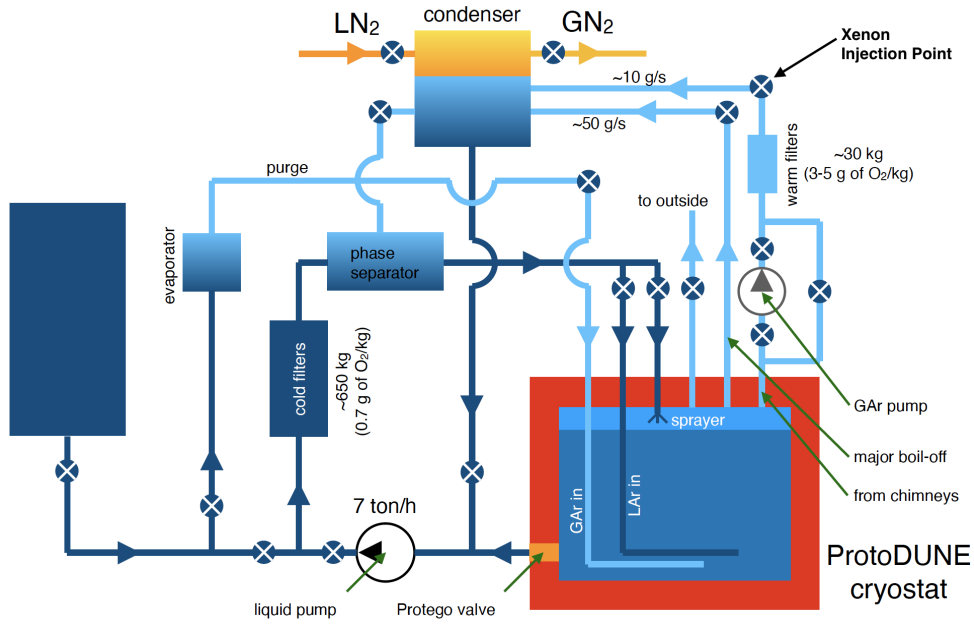 condenser
LN2
GN2
Xenon
Injection Point
~10 g/s
~50 g/s
warm filters
~30 kg
(3-5 g of O2/kg)
purge
to outside
evaporator
phase
separator
cold filters
~650 kg
(0.7 g of O2/kg)
GAr pump
sprayer
major boil-off
from chimneys
GAr in
LAr in
7 ton/h
ProtoDUNE
cryostat
liquid pump
Protego valve